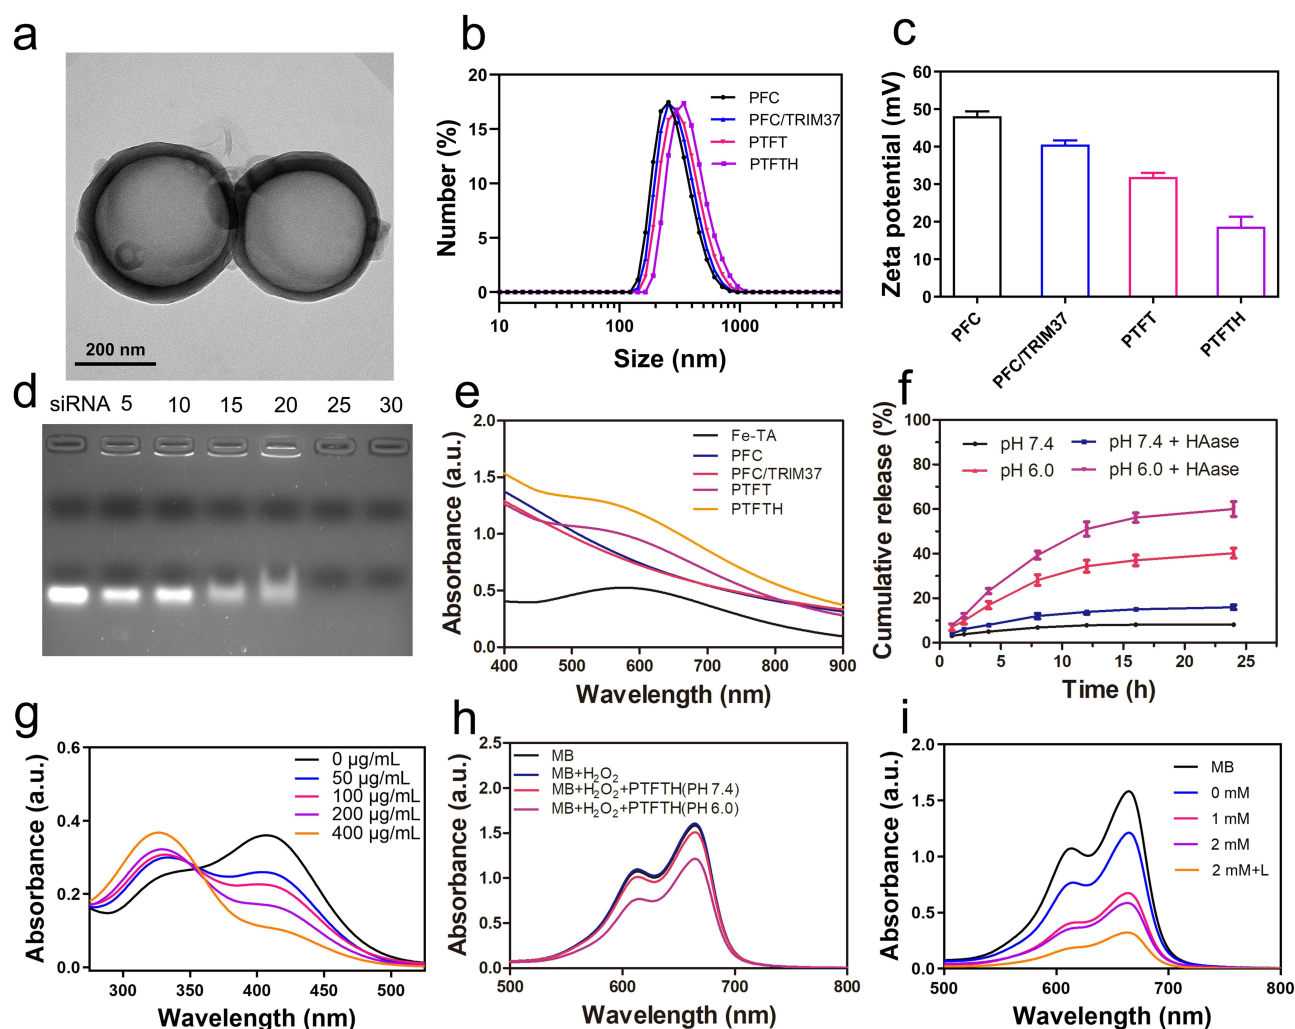 a
200 nm
b
Number (%)
20
15
10
5
0
10
100
1000
Size (nm)
PFC
PFC/TRIM37
PTFT
PTFTH
c
Zeta potential (mV)
60
50
40
30
20
10
0
PFC
PFC/TRIM37
PTFT
PTFTH
d
siRNA 5 10 15 20 25 30
e
Absorbance (a.u.)
2.0
1.5
1.0
0.5
0.0
400 500 600 700 800 900
Wavelength (nm)
Fe-TA
PFC
PFC/TRIM37
PTFT
PTFTH
f
Cumulative release (%)
100
80
60
40
20
0
0 5 10 15 20 25
Time (h)
pH 7.4
pH 7.4 + HAase
pH 6.0
pH 6.0 + HAase
g
Absorbance (a.u.)
0.6
0.4
0.2
0.0
300 350 400 450 500
Wavelength (nm)
0 µg/mL
50 µg/mL
100 µg/mL
200 µg/mL
400 µg/mL
h
Absorbance (a.u.)
2.5
2.0
1.5
1.0
0.5
0.0
500 600 700 800
Wavelength (nm)
MB
MB+H₂O₂
MB+H₂O₂+PTFTH(PH 7.4)
MB+H₂O₂+PTFTH(PH 6.0)
i
Absorbance (a.u.)
2.0
1.5
1.0
0.5
0.0
500 600 700 800
Wavelength (nm)
MB
0 mM
1 mM
2 mM
2 mM+L